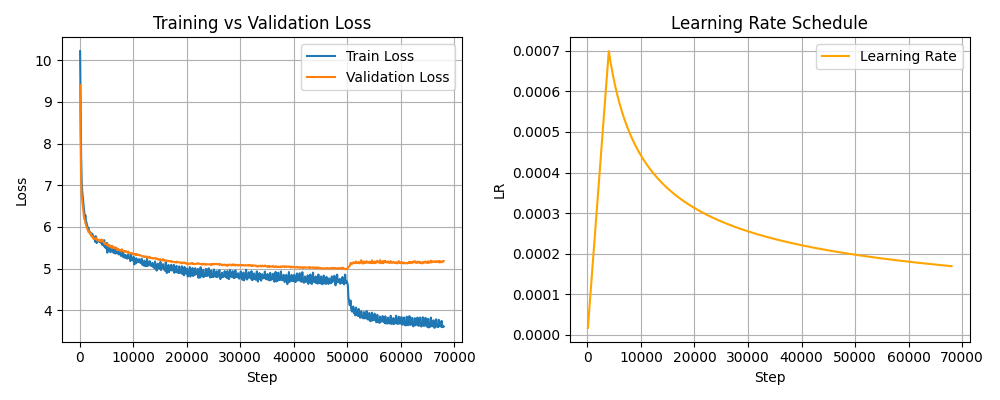 Training vs Validation Loss
Loss
10
9
8
7
6
5
4
Train Loss
Validation Loss
0 10000 20000 30000 40000 50000 60000 70000
Step
Learning Rate Schedule
LR
0.0007
0.0006
0.0005
0.0004
0.0003
0.0002
0.0001
0.0000
Learning Rate
0 10000 20000 30000 40000 50000 60000 70000
Step